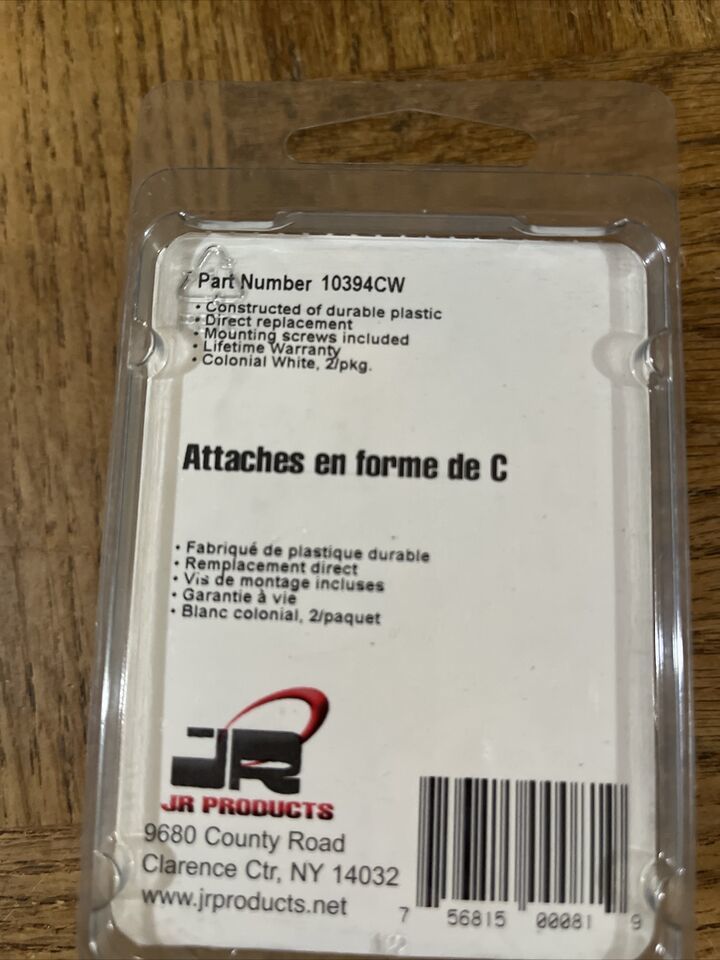 Part Number 10394CW
• Constructed of durable plastic
• Direct replacement
• Mounting screws included
• Lifetime Warranty
• Colonial White, 2/pkg.
Attaches en forme de C
• Fabriqué de plastique durable
• Remplacement direct
• Vis de montage incluses
• Garantie à vie
• Blanc colonial, 2/paquet
JR
JR PRODUCTS
9680 County Road
Clarence Ctr, NY 14032
www.jrproducts.net
7 56815 00081 9